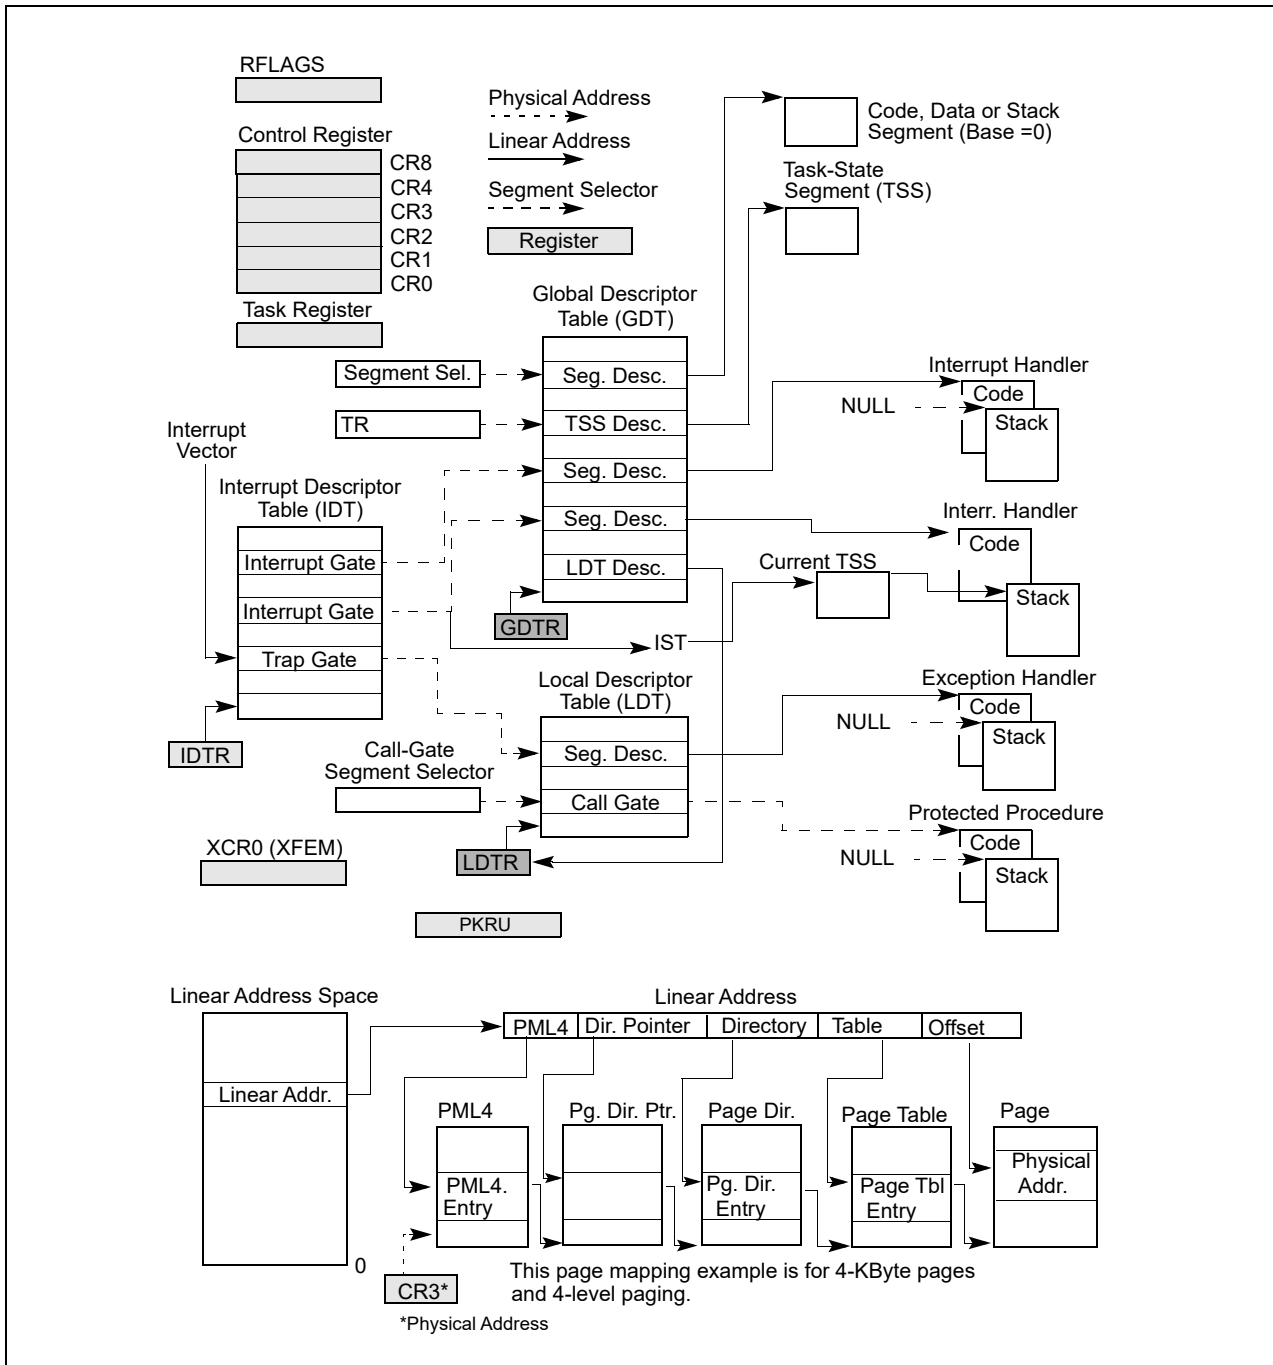 RFLAGS
Control Register
CR8
CR4
CR3
CR2
CR1
CR0
Task Register
Physical Address
Linear Address
Segment Selector
Register
Code, Data or Stack
Segment (Base =0)
Task-State
Segment (TSS)
Global Descriptor
Table (GDT)
Segment Sel.
Seg. Desc.
TR
TSS Desc.
Seg. Desc.
Seg. Desc.
LDT Desc.
GDTR
Interrupt Handler
Code
NULL
Stack
Interrupt
Vector
Interrupt Descriptor
Table (IDT)
Interrupt Gate
Interrupt Gate
Trap Gate
IDTR
Interr. Handler
Code
Current TSS
Stack
IST
Local Descriptor
Table (LDT)
Seg. Desc.
Call-Gate
Segment Selector
Call Gate
LDTR
Exception Handler
Code
NULL
Stack
Protected Procedure
Code
NULL
Stack
XCR0 (XFEM)
PKRU
Linear Address Space
Linear Addr.
0
Linear Address
PML4
Dir. Pointer
Directory
Table
Offset
PML4
Pg. Dir. Ptr.
Page Dir.
Page Table
Page
PML4.
Entry
Pg. Dir.
Entry
Page Tbl
Entry
Physical
Addr.
CR3*
*Physical Address
This page mapping example is for 4-KByte pages
and 4-level paging.